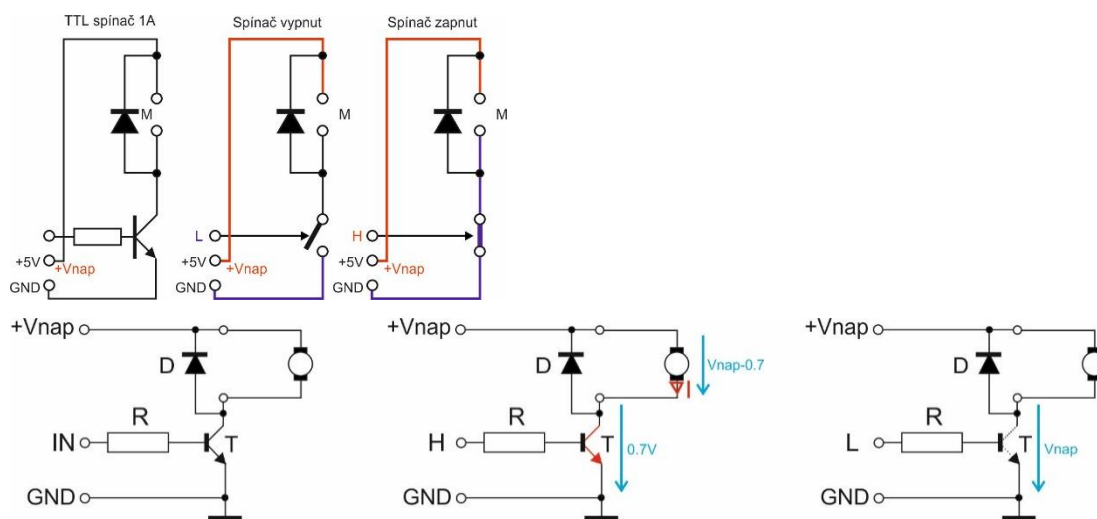 TTL spínač 1A
Spínač vypnut
Spínač zapnut
M
M
M
L
H
+5V
+Vnap
+5V
+Vnap
+5V
+Vnap
GND
GND
GND
+Vnap
+Vnap
+Vnap
D
D
Vnap-0.7
D
I
R
R
R
IN
T
H
T
0.7V
L
T
Vnap
GND
GND
GND